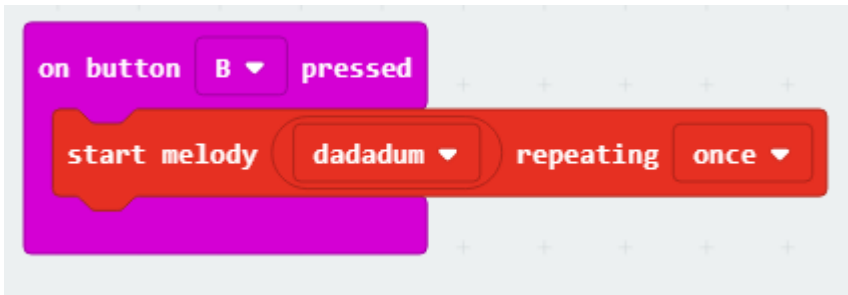 on button B pressed
start melody dadadum repeating once